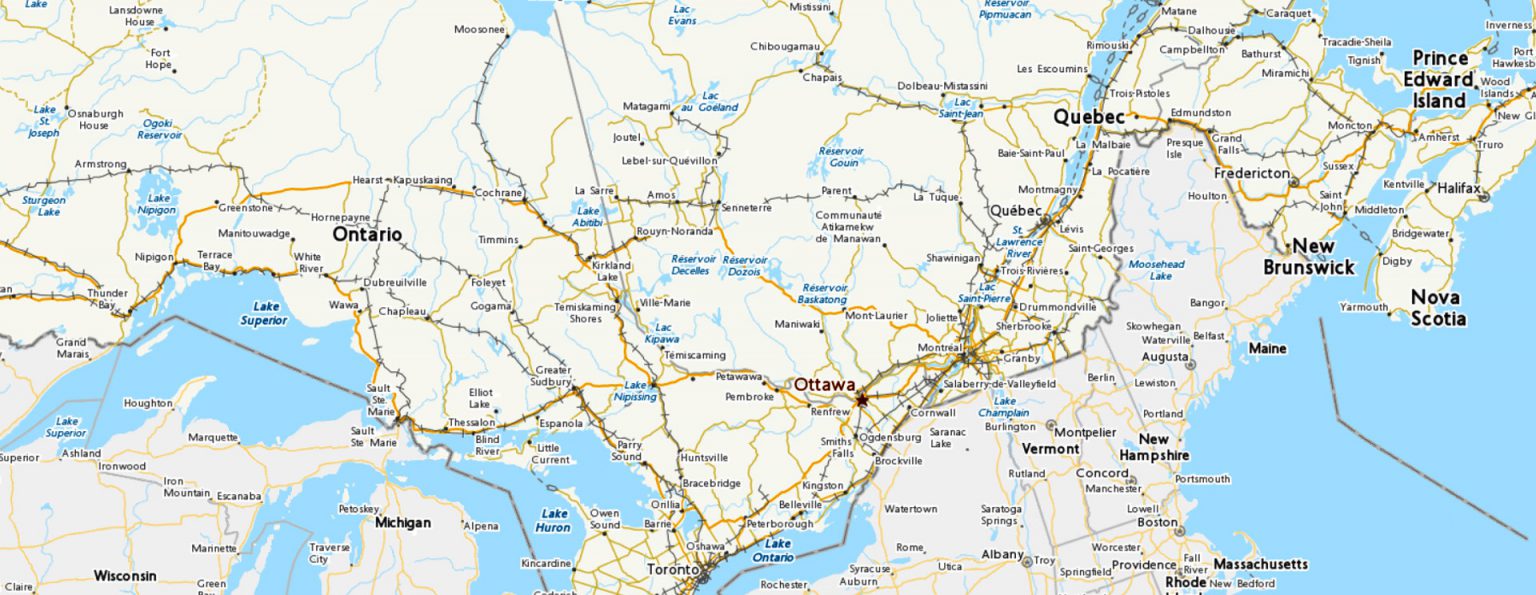 Lake
Lansdowne
House
Fort
Hope
Lake
St.
Joseph
Osnaburgh
House
Ogoki
Reservoir
Armstrong
Sturgeon
Lake
Lake
Nipigon
Greenstone
Manitouwadge
Nipigon
Terrace
Bay
White
River
Thunder
Bay
Lake
Superior
Grand
Marais
Moosonee
Hearst
Kapuskasing
Cochrane
Hornepayne
Ontario
Timmins
Dubreuilville
Foleyet
Wawa
Chapleau
Gogama
Kirkland
Lake
Temiskaming
Shores
Lac
Evans
Mistissini
Réservoir
Pipmuacan
Chibougamau
Chapais
Matagami
Lac
au Goéland
Joutel
Lebel-sur-Quévillon
La Sarre
Amos
Senneterre
Lake
Abitibi
Rouyn-Noranda
Réservoir
Decelles
Réservoir
Dozois
Ville-Marie
Lac
Kipawa
Témiscaming
Réservoir
Gouin
Parent
La Tuque
Communauté
Atikamekw
de Manawan
Réservoir
Baskatong
Mont-Laurier
Maniwaki
Dolbeau-Mistassini
Lac
Saint-Jean
Les Escoumins
Quebec
Trois-Pistoles
Rimouski
Matane
La Malbaie
Baie-Saint-Paul
La Pocatière
Montmagny
Québec
Lévis
St.
Lawrence
River
Saint-Georges
Shawinigan
Trois-Rivières
Lac
Saint-Pierre
Drummondville
Joliette
Sherbrooke
Montréal
Granby
Salaberry-de-Valleyfield
Caraquet
Dalhousie
Campbellton
Bathurst
Tracadie-Sheila
Tignish
Miramichi
Prince
Edward
Island
Inverness
Port
Hawkesb
Wood
Islands
New Gl
Edmundston
Grand
Falls
Presque
Isle
Moncton
Amherst
Truro
Sussex
Fredericton
Houlton
Saint
John
Kentville
Halifax
Middleton
Bridgewater
Digby
New
Brunswick
Yarmouth
Nova
Scotia
Moosehead
Lake
Bangor
Skowhegan
Waterville
Belfast
Augusta
Maine
Berlin
Lewiston
Portland
Greater
Sudbury
Lake
Nipissing
Petawawa
Pembroke
Ottawa
Renfrew
Cornwall
Lake
Champlain
Burlington
Montpelier
Vermont
New
Hampshire
Sault
Ste.
Marie
Sault
Ste Marie
Elliot
Lake
Thessalon
Blind
River
Espanola
Little
Current
Parry
Sound
Huntsville
Bracebridge
Smiths
Falls
Ogdensburg
Saranac
Lake
Brockville
Kingston
Belleville
Peterborough
Orillia
Barrie
Oshawa
Toronto
Lake
Ontario
Owen
Sound
Kincardine
Goderich
Lake
Huron
Houghton
Lake
Superior
Superior
Ashland
Ironwood
Marquette
Iron
Mountain
Escanaba
Petoskey
Michigan
Alpena
Marinette
Traverse
City
Wisconsin
Green
Bay
Claire
Watertown
Rome
Utica
Syracuse
Auburn
Rochester
Rutland
Saratoga
Springs
Albany
Troy
Concord
Manchester
Portsmouth
Lowell
Boston
Worcester
Providence
Springfield
Fall
River
Massachusetts
Rhode
New Bedford